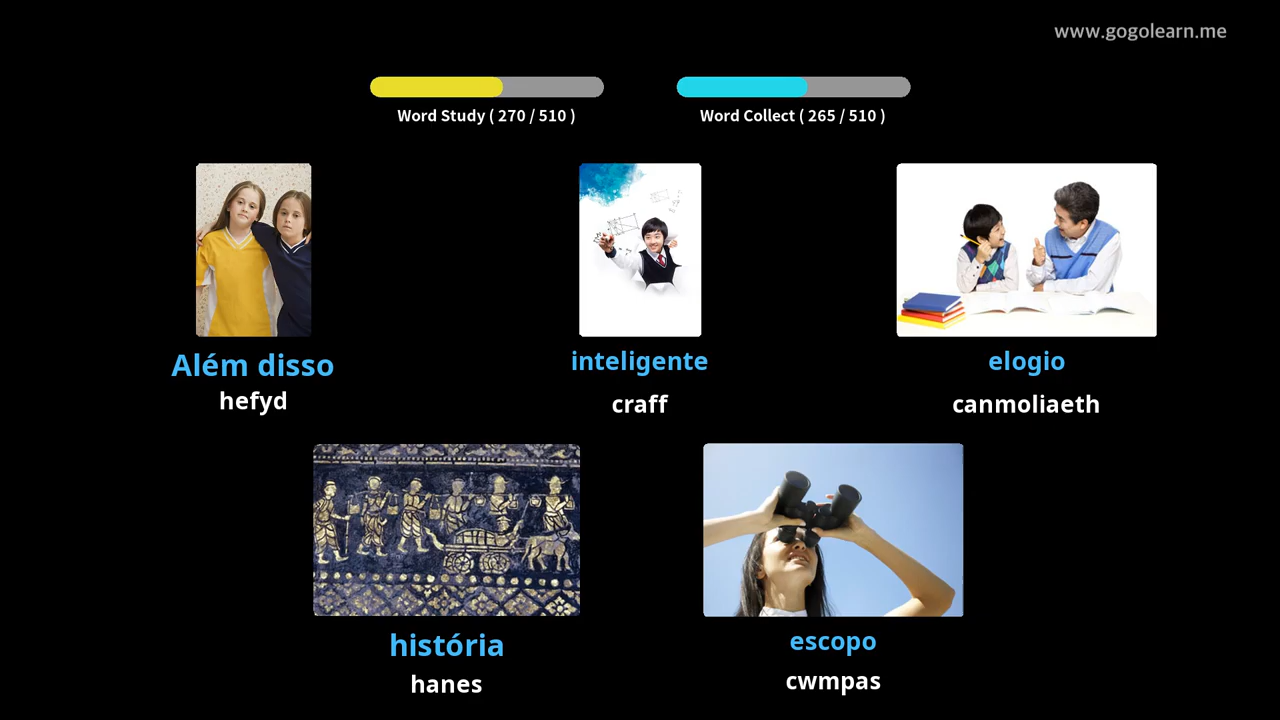 www.gogolearn.me
Word Study ( 270 / 510 )
Word Collect ( 265 / 510 )
Além disso
hefyd
inteligente
craff
elogio
canmoliaeth
história
hanes
escopo
cwmpas